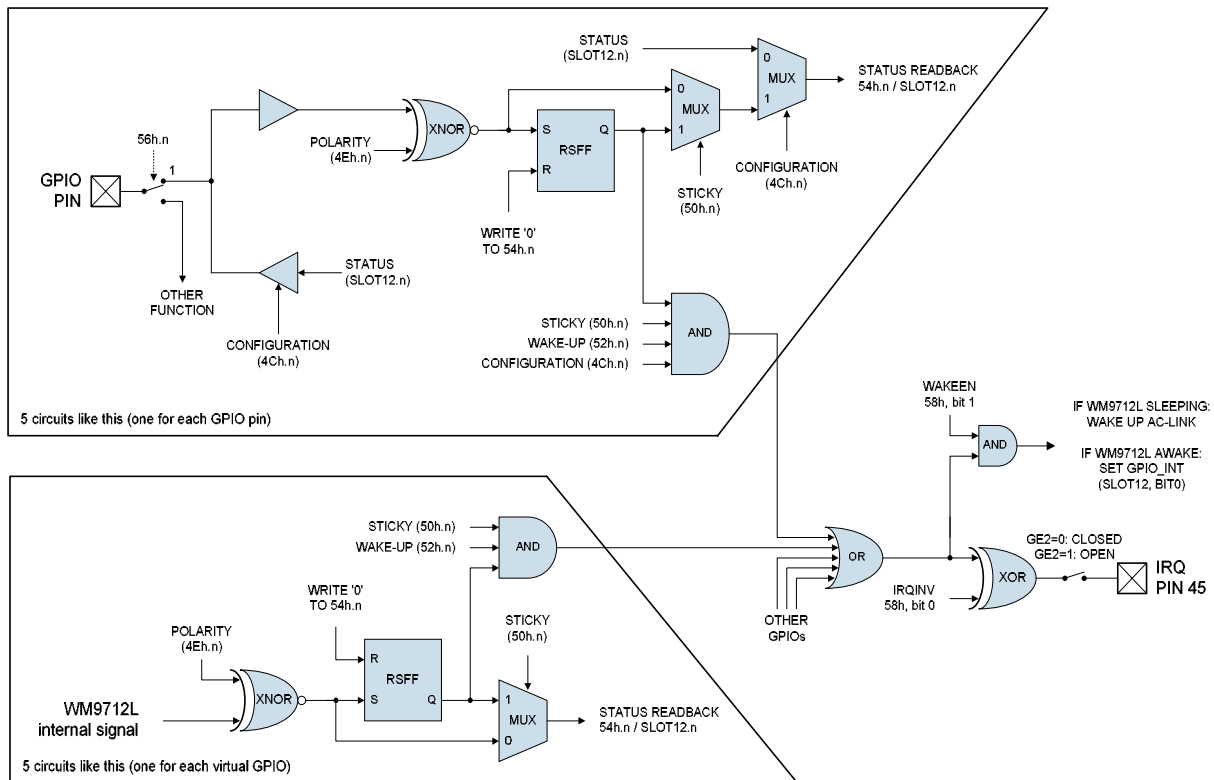 STATUS
(SLOT12.n)
0
MUX
1
STATUS READBACK
54h.n / SLOT12.n
0
MUX
1
56h.n
1
XNOR
POLARITY
(4Eh.n)
S
Q
RSFF
R
CONFIGURATION
(4Ch.n)
GPIO
PIN
STICKY
(50h.n)
WRITE '0'
TO 54h.n
STATUS
(SLOT12.n)
OTHER
FUNCTION
CONFIGURATION
(4Ch.n)
STICKY (50h.n)
WAKE-UP (52h.n)
CONFIGURATION (4Ch.n)
AND
5 circuits like this (one for each GPIO pin)
WAKEEN
58h, bit 1
AND
IF WM9712L SLEEPING:
WAKE UP AC-LINK
IF WM9712L AWAKE:
SET GPIO_INT
(SLOT12, BIT0)
STICKY (50h.n)
WAKE-UP (52h.n)
AND
OR
OTHER
GPIOs
IRQINV
58h, bit 0
XOR
GE2=0: CLOSED
GE2=1: OPEN
IRQ
PIN 45
WRITE '0'
TO 54h.n
STICKY
(50h.n)
POLARITY
(4Eh.n)
R
RSFF
S
Q
XNOR
WM9712L
internal signal
1
MUX
0
STATUS READBACK
54h.n / SLOT12.n
5 circuits like this (one for each virtual GPIO)